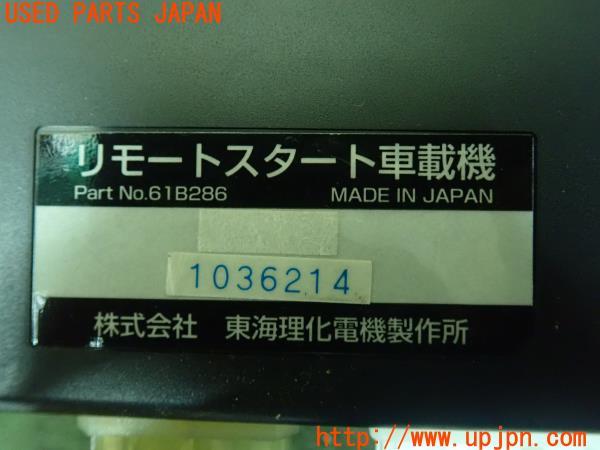 USED PARTS JAPAN
リモートスタート車載機
Part No.61B286 MADE IN JAPAN
1036214
株式会社 東海理化電機製作所
http://www.upjpn.com